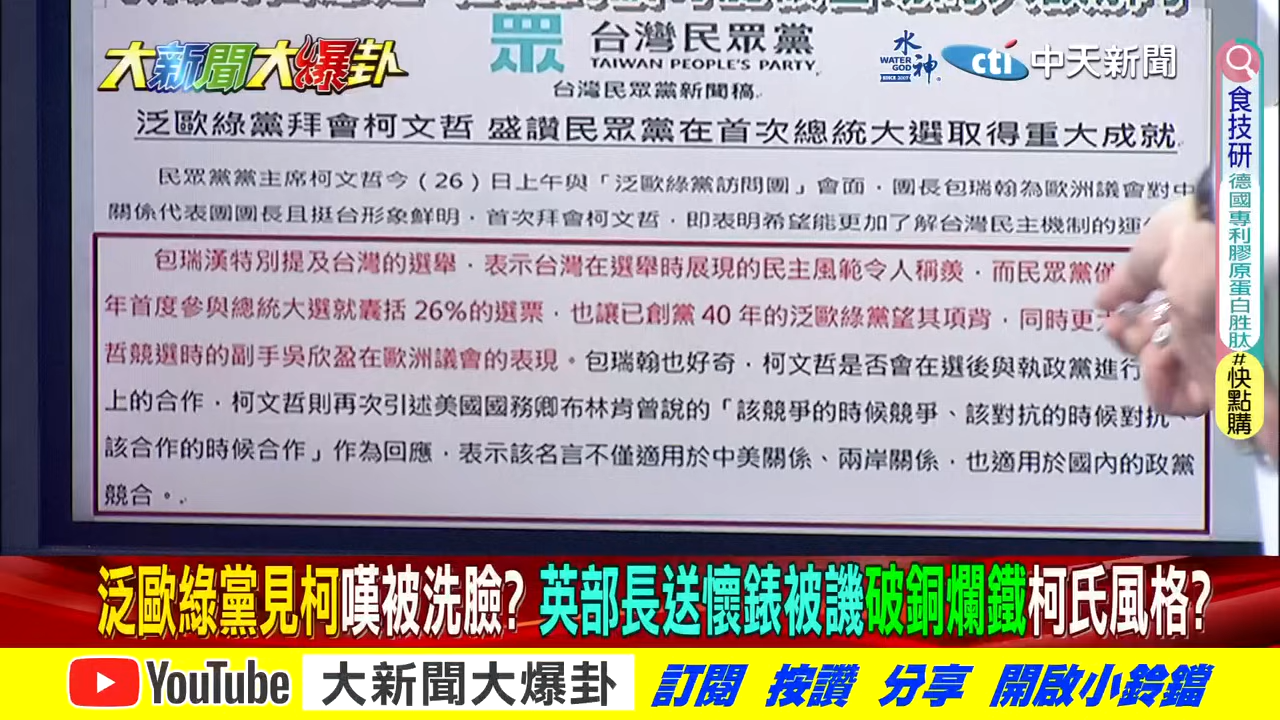 大新聞大爆卦
眾 台灣民眾黨
TAIWAN PEOPLE'S PARTY
水神
WATER GOD
SINCE 2007
cti 中天新聞
台灣民眾黨新聞稿
泛歐綠黨拜會柯文哲 盛讚民眾黨在首次總統大選取得重大成就
民眾黨黨主席柯文哲今（26）日上午與「泛歐綠黨訪問團」會面，團長包瑞翰為歐洲議會對中
關係代表團團長且挺台形象鮮明，首次拜會柯文哲，即表明希望能更加了解台灣民主機制的運
包瑞漢特別提及台灣的選舉，表示台灣在選舉時展現的民主風範令人稱羨，而民眾黨僅
年首度參與總統大選就囊括 26%的選票，也讓已創黨 40 年的泛歐綠黨望其項背，同時更
哲競選時的副手吳欣盈在歐洲議會的表現。包瑞翰也好奇，柯文哲是否會在選後與執政黨進行
上的合作，柯文哲則再次引述美國國務卿布林肯曾說的「該競爭的時候競爭、該對抗的時候對抗、
該合作的時候合作」作為回應，表示該名言不僅適用於中美關係、兩岸關係，也適用於國內的政黨
競合。
食技研 德國專利膠原蛋白胜肽
#快點購
泛歐綠黨見柯嘆被洗臉? 英部長送懷錶被譏破銅爛鐵柯氏風格?
YouTube 大新聞大爆卦 訂閱 按讚 分享 開啟小鈴鐺